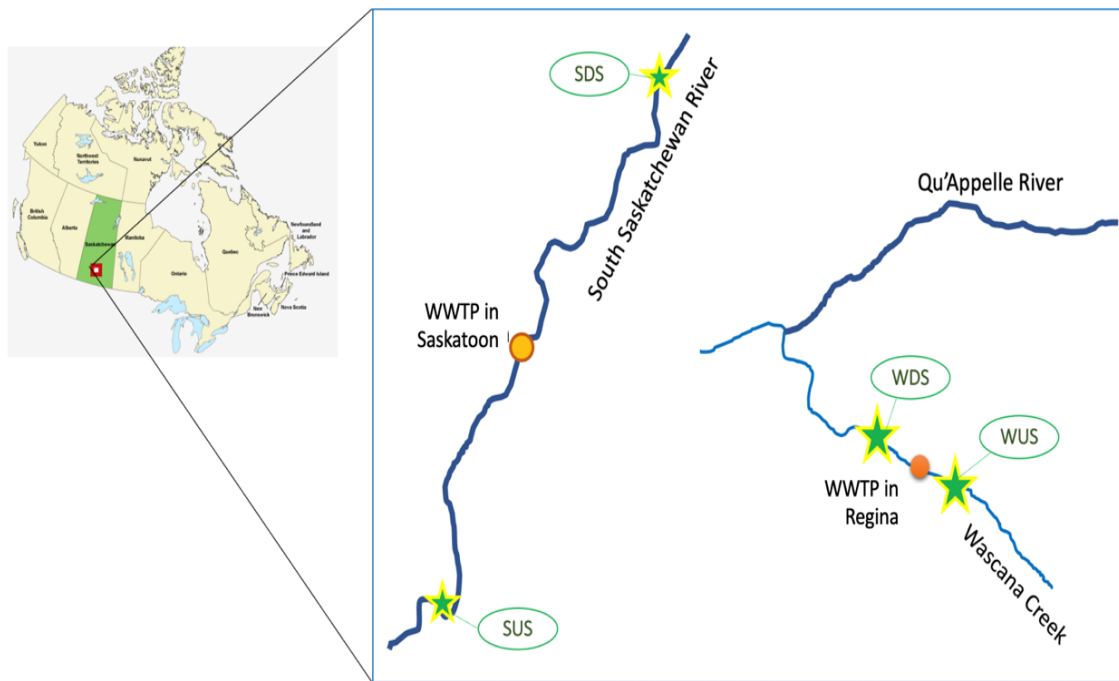 Yukon
Northwest
Territories
Nunavut
British
Columbia
Alberta
Saskatchewan
Manitoba
Ontario
Quebec
Newfoundland
and
Labrador
Prince Edward Island
Nova Scotia
New
Brunswick
SDS
South Saskatchewan River
WWTP in
Saskatoon
SUS
Qu'Appelle River
WDS
WUS
WWTP in
Regina
Wascana Creek